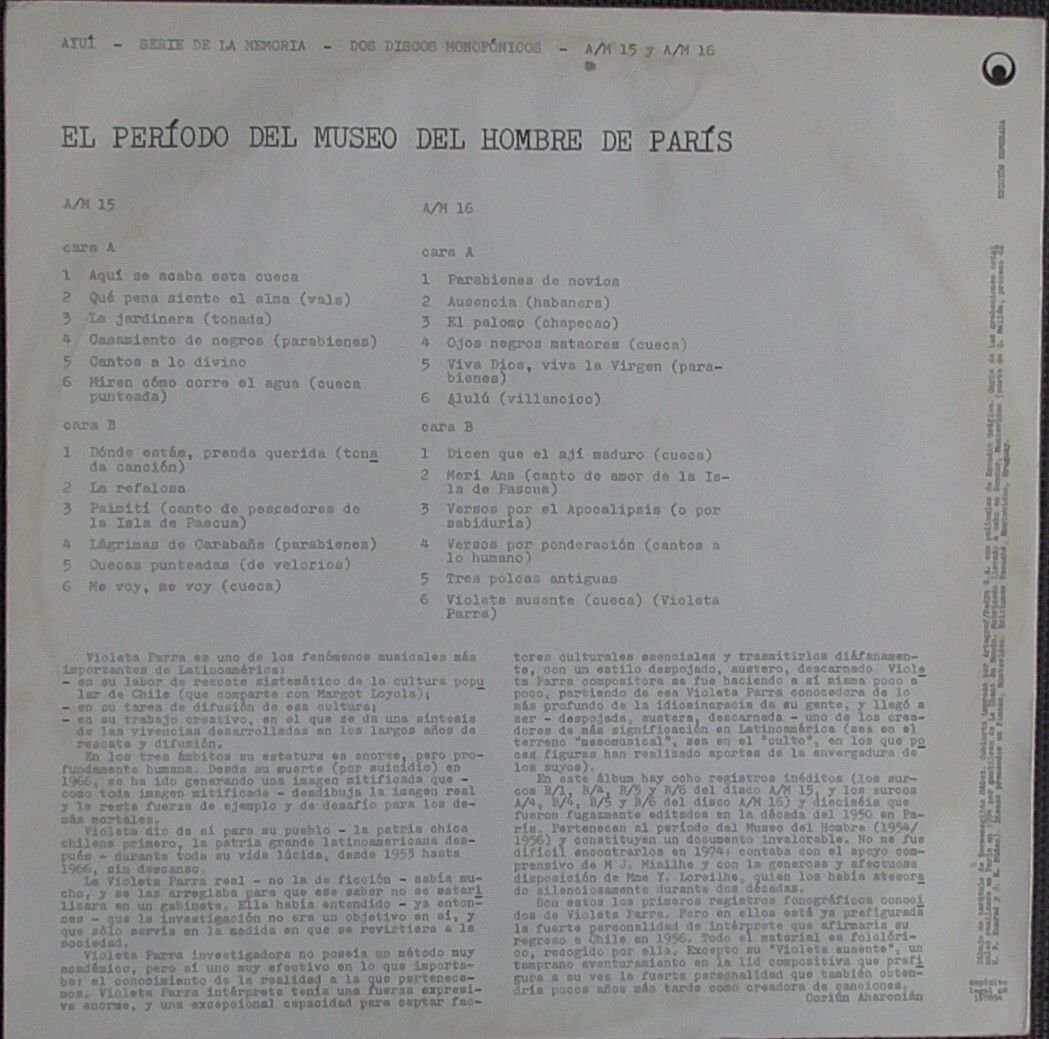 AYUÍ - SERIE DE LA MEMORIA - DOS DISCOS MONOFÓNICOS - A/M 15 y A/M 16
EL PERÍODO DEL MUSEO DEL HOMBRE DE PARÍS
A/M 15
cara A
1 Aquí se acaba esta cueca
2 Qué pena siente el alma (vals)
3 La jardinera (tonada)
4 Casamiento de negros (parabienes)
5 Cantos a lo divino
6 Miren cómo corre el agua (cueca
punteada)
cara B
1 Dónde estás, prenda querida (tona
da canción)
2 La refalosa
3 Paimití (canto de pescadores de
la Isla de Pascua)
4 Lágrimas de Carabaña (parabienes)
5 Cuecas punteadas (de velorios)
6 Me voy, me voy (cueca)
A/M 16
cara A
1 Parabienes de novios
2 Ausencia (habanera)
3 El palomo (chapecao)
4 Ojos negros mataores (cueca)
5 Viva Dios, viva la Virgen (para-
bienes)
6 Alulú (villancico)
cara B
1 Dicen que el ají maduro (cueca)
2 Meri Ana (canto de amor de la Is-
la de Pascua)
3 Versos por el Apocalipsis (o por
sabiduría)
4 Versos por ponderación (cantos a
lo humano)
5 Tres polcas antiguas
6 Violeta ausente (cueca) (Violeta
Parra)
Violeta Parra es uno de los fenómenos musicales más
importantes de Latinoamérica:
- en su labor de rescate sistemático de la cultura popu
lar de Chile (que comparte con Margot Loyola);
- en su tarea de difusión de esa cultura;
- en su trabajo creativo, en el que se da una síntesis
de las vivencias desarrolladas en los largos años de
rescate y difusión.
En los tres ámbitos su estatura es enorme, pero pro-
fundamente humana. Desde su muerte (por suicidio) en
1966, se ha ido generando una imagen mitificada que -
como toda imagen mitificada - desdibuja la imagen real
y le resta fuerza de ejemplo y de desafío para los de-
más mortales.
Violeta dio de sí para su pueblo - la patria chica
chilena primero, la patria grande latinoamericana des-
pués - durante toda su vida lúcida, desde 1953 hasta
1966, sin descanso.
La Violeta Parra real - no la de ficción - sabía mu-
cho, y se las arreglaba para que ese saber no se esteri
lizara en un gabinete. Ella había entendido - ya enton-
ces - que la investigación no era un objetivo en sí, y
que sólo servía en la medida en que se revirtiera a la
sociedad.
Violeta Parra investigadora no poseía un método muy
académico, pero sí uno muy efectivo en lo que importa-
ba: el conocimiento de la realidad a la que pertenece-
mos. Violeta Parra intérprete tenía una fuerza expresi-
va enorme, y una excepcional capacidad para captar fac-
tores culturales esenciales y trasmitirlos diáfanamen-
te, con un estilo despojado, austero, descarnado. Viole
ta Parra compositora se fue haciendo a sí misma poco a
poco, partiendo de esa Violeta Parra conocedora de lo
más profundo de la idiosincracia de su gente, y llegó a
ser - despojada, austera, descarnada - uno de los crea-
dores de más significación en Latinoamérica (sea en el
terreno "mesomusical", sea en el "culto", en los que po
cas figuras han realizado aportes de la envergadura de
los suyos).
En este álbum hay ocho registros inéditos (los sur-
cos B/1, B/4, B/5 y B/6 del disco A/M 15, y los surcos
A/4, B/4, B/5 y B/6 del disco A/M 16) y dieciséis que
fueron fugazmente editados en la década del 1950 en Pa-
rís. Pertenecen al período del Museo del Hombre (1954/
1956) y constituyen un documento invalorable. No me fue
difícil encontrarlos en 1974: contaba con el apoyo com-
prensivo de M J. Miailhe y con la generosa y afectuosa
disposición de Mme Y. Loreilhe, quien los había atesora
do silenciosamente durante dos décadas.
Son estos los primeros registros fonográficos conoci
dos de Violeta Parra. Pero en ellos está ya prefigurada
la fuerte personalidad de intérprete que afirmaría su
regreso a Chile en 1956. Todo el material es folclóri-
co, recogido por ella. Excepto su "Violeta ausente", un
temprano aventuramiento en la lid compositiva que prefi
gura a su vez la fuerte personalidad que también obten-
dría pocos años más tarde como creadora de canciones.
Coriún Aharonián
depósito
legal nº